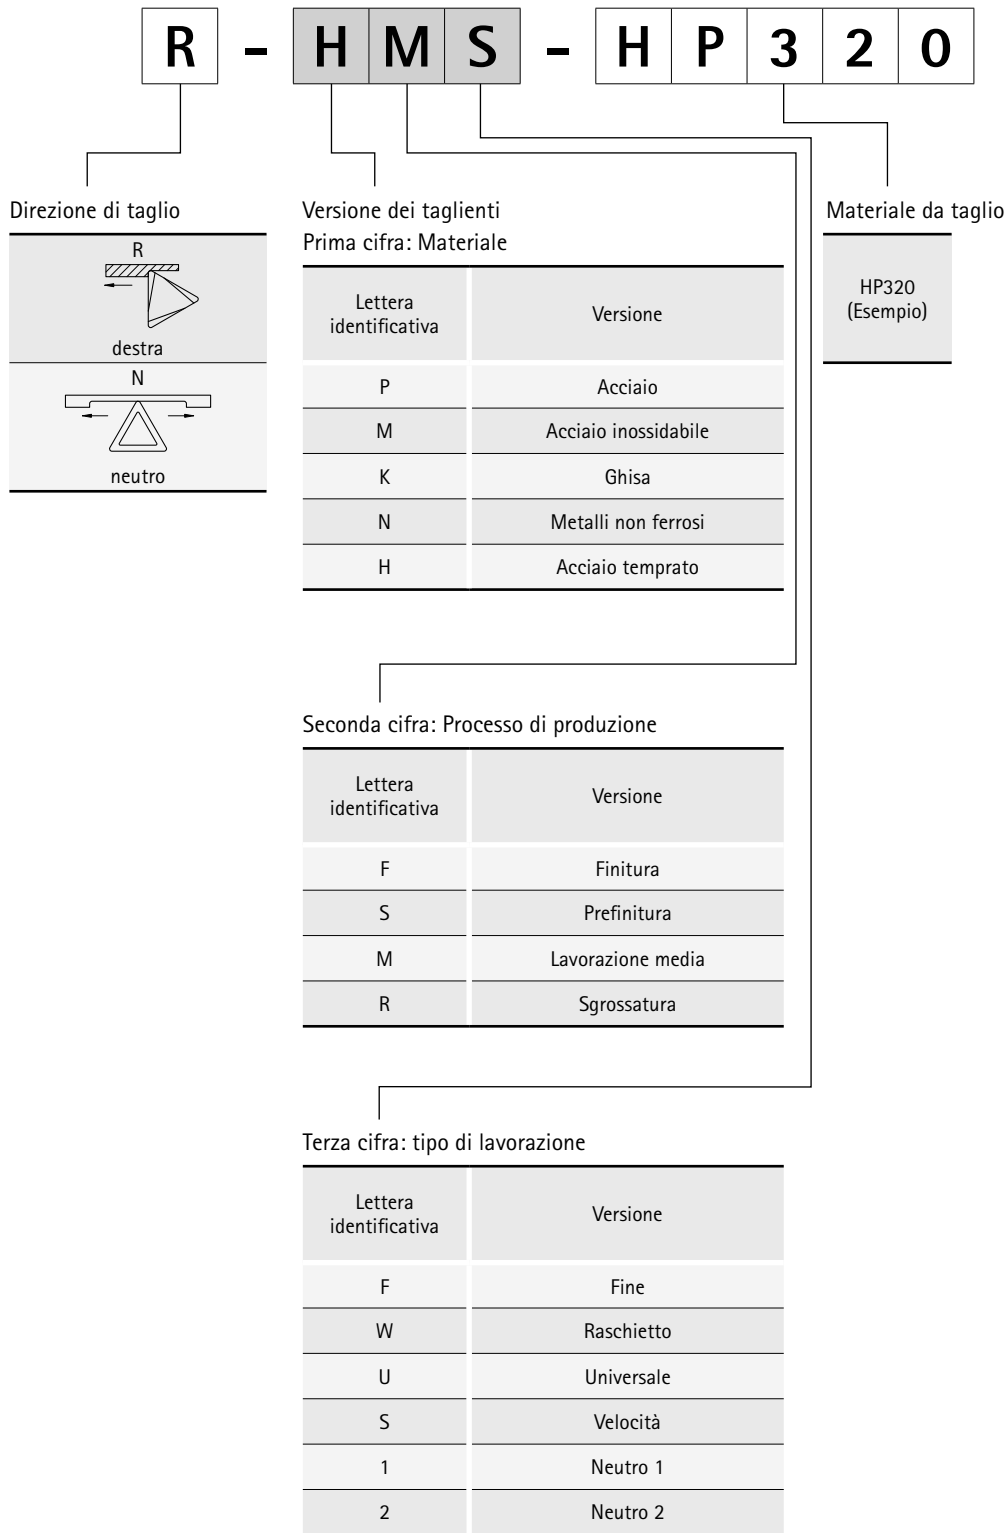 R - H M S - H P 3 2 0
Direzione di taglio
R
destra
N
neutro
Versione dei taglienti
Prima cifra: Materiale
Lettera
identificativa
Versione
P Acciaio
M Acciaio inossidabile
K Ghisa
N Metalli non ferrosi
H Acciaio temprato
Materiale da taglio
HP320
(Esempio)
Seconda cifra: Processo di produzione
Lettera
identificativa
Versione
F Finitura
S Prefinitura
M Lavorazione media
R Sgrossatura
Terza cifra: tipo di lavorazione
Lettera
identificativa
Versione
F Fine
W Raschietto
U Universale
S Velocità
1 Neutro 1
2 Neutro 2